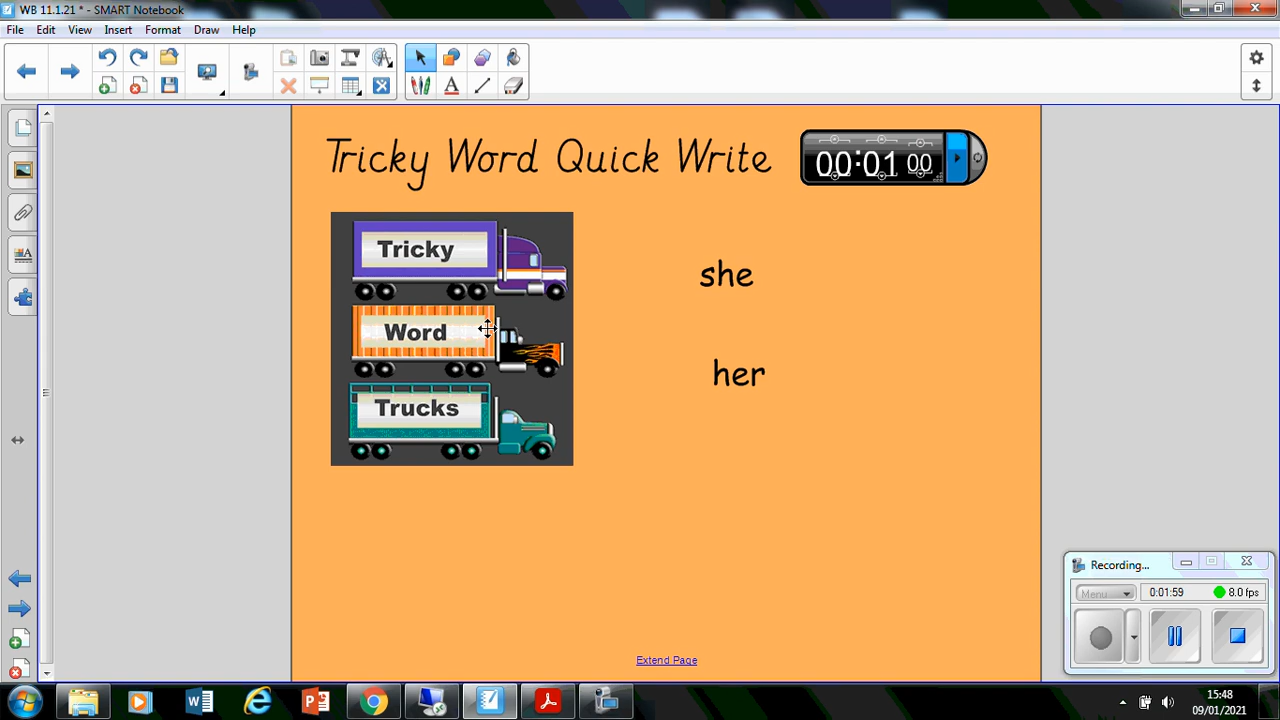 WB 11.1.21 * - SMART Notebook
File Edit View Insert Format Draw Help
Tricky Word Quick Write
00:01 00
Tricky
Word
Trucks
she
her
Extend Page
Recording...
Menu 0:01:59 8.0 fps
15:48
09/01/2021